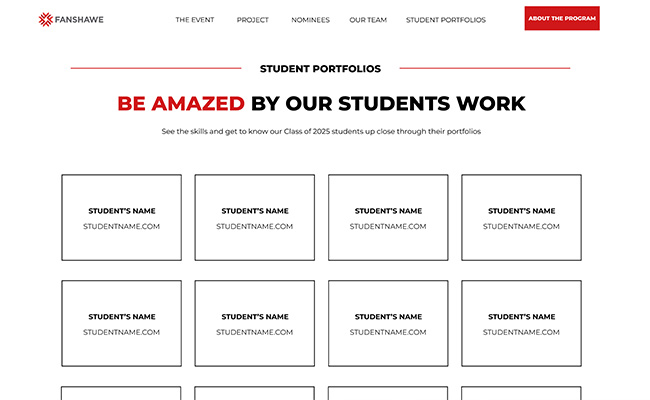 FANSHAWE
THE EVENT PROJECT NOMINEES OUR TEAM STUDENT PORTFOLIOS ABOUT THE PROGRAM
STUDENT PORTFOLIOS
BE AMAZED BY OUR STUDENTS WORK
See the skills and get to know our Class of 2025 students up close through their portfolios
STUDENT'S NAME STUDENT'S NAME STUDENT'S NAME STUDENT'S NAME
STUDENTNAME.COM STUDENTNAME.COM STUDENTNAME.COM STUDENTNAME.COM
STUDENT'S NAME STUDENT'S NAME STUDENT'S NAME STUDENT'S NAME
STUDENTNAME.COM STUDENTNAME.COM STUDENTNAME.COM STUDENTNAME.COM